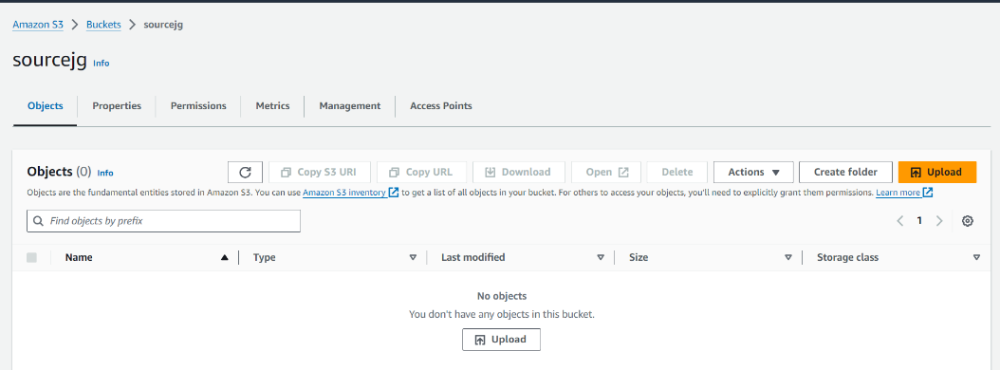 Amazon S3 > Buckets > sourcejg
sourcejg Info
Objects Properties Permissions Metrics Management Access Points
Objects (0) Info Copy S3 URI Copy URL Download Open Delete Actions Create folder Upload
Objects are the fundamental entities stored in Amazon S3. You can use Amazon S3 inventory to get a list of all objects in your bucket. For others to access your objects, you'll need to explicitly grant them permissions. Learn more
Find objects by prefix 1
Name Type Last modified Size Storage class
No objects
You don't have any objects in this bucket.
Upload